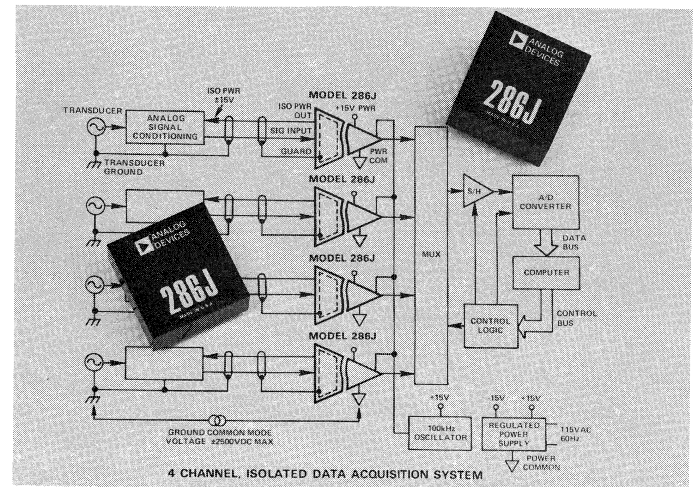 ANALOG
DEVICES
286J
MODEL 286J
ISO PWR
±15V
ISO PWR
OUT
+15V PWR
TRANSDUCER
ANALOG
SIGNAL
CONDITIONING
SIG INPUT
GUARD
PWR
COM
TRANSDUCER
GROUND
MODEL 286J
S/H
A/D
CONVERTER
DATA
BUS
MUX
ANALOG
DEVICES
286J
MODEL 286J
COMPUTER
CONTROL
LOGIC
CONTROL
BUS
MODEL 286J
GROUND COMMON MODE
VOLTAGE ±2500VDC MAX
+15V
100kHz
OSCILLATOR
-15V
+15V
REGULATED
POWER
SUPPLY
115VAC
60Hz
POWER
COMMON
4 CHANNEL, ISOLATED DATA ACQUISITION SYSTEM